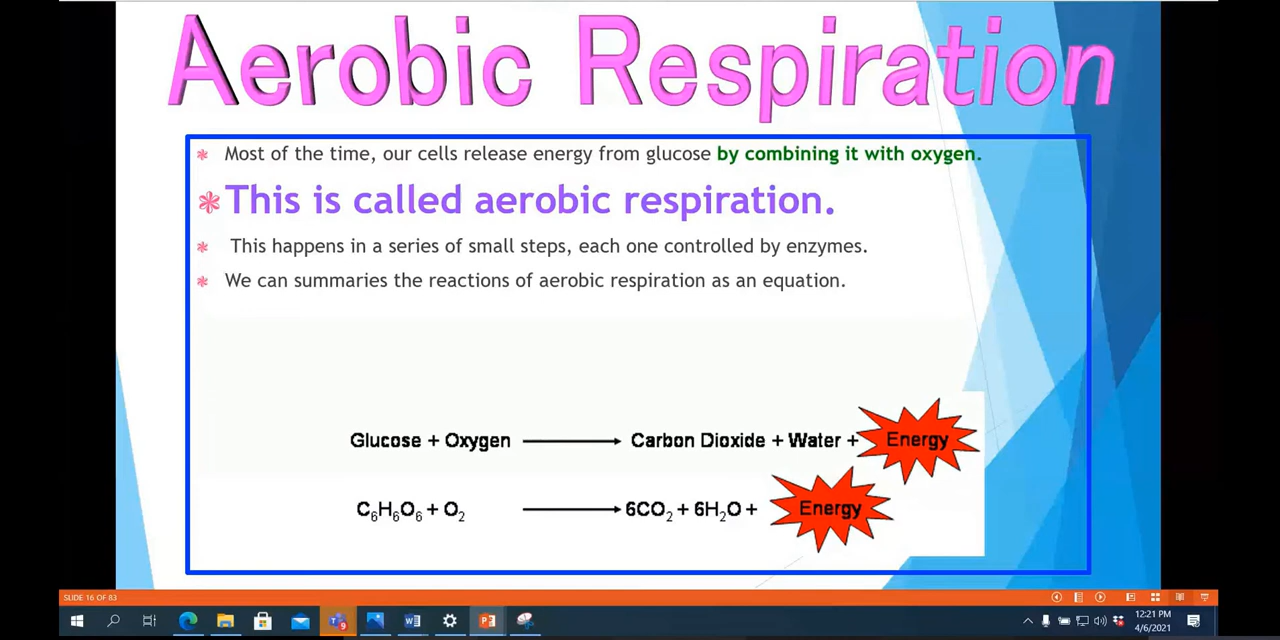 Aerobic Respiration
Most of the time, our cells release energy from glucose by combining it with oxygen.
This is called aerobic respiration.
This happens in a series of small steps, each one controlled by enzymes.
We can summaries the reactions of aerobic respiration as an equation.
Glucose + Oxygen ⟶ Carbon Dioxide + Water + Energy
C₆H₆O₆ + O₂ ⟶ 6CO₂ + 6H₂O + Energy
SLIDE 16 OF 83
12:21 PM
4/6/2021